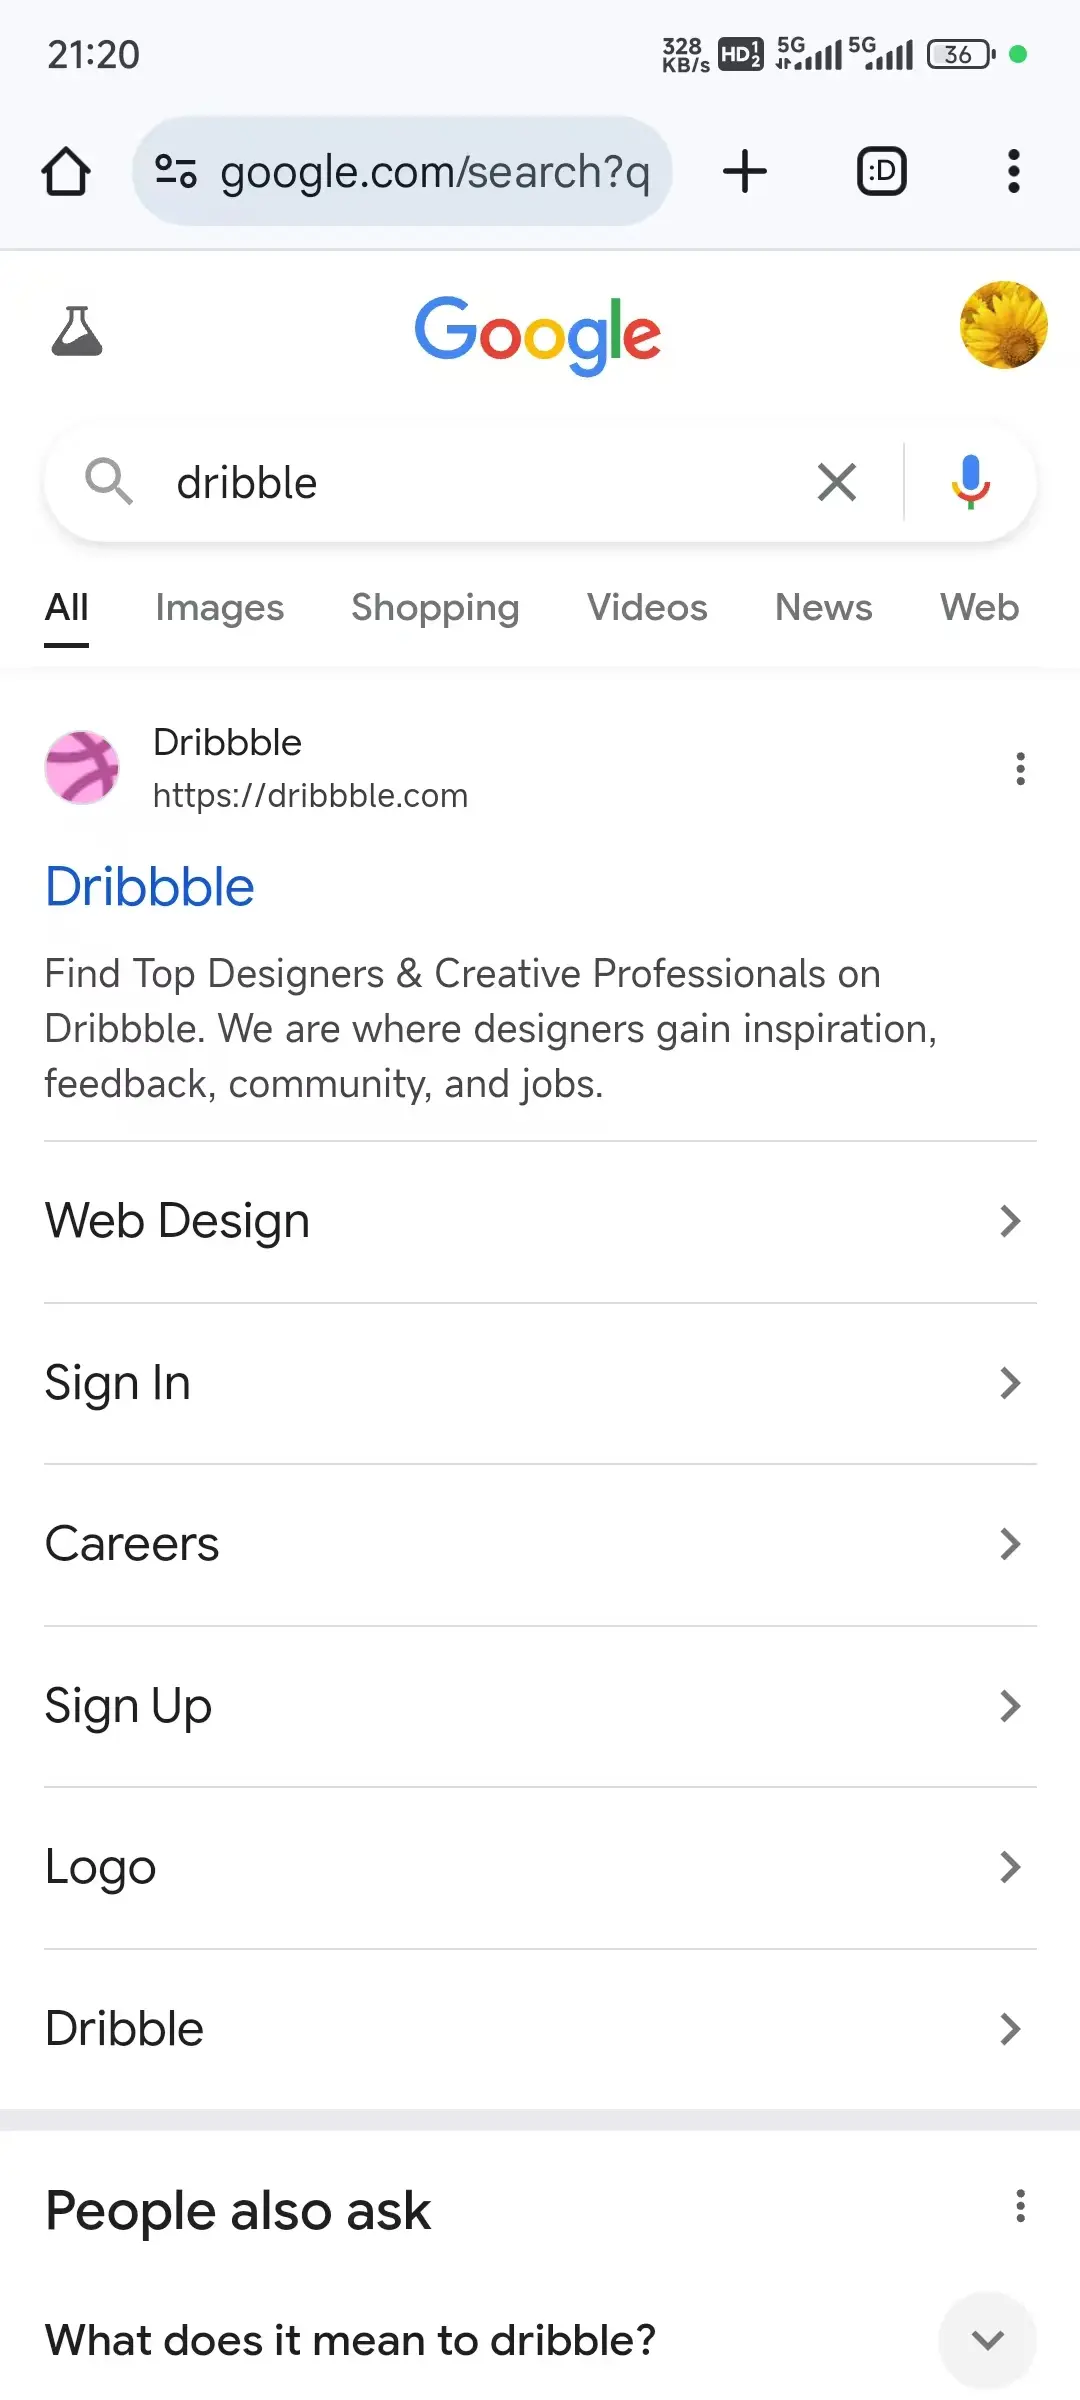 21:20
328 KB/s HD 1 2 5G 5G 36
google.com/search?q
:D
Google
dribble
All Images Shopping Videos News Web
Dribbble
https://dribbble.com
Dribbble
Find Top Designers & Creative Professionals on
Dribbble. We are where designers gain inspiration,
feedback, community, and jobs.
Web Design
Sign In
Careers
Sign Up
Logo
Dribble
People also ask
What does it mean to dribble?